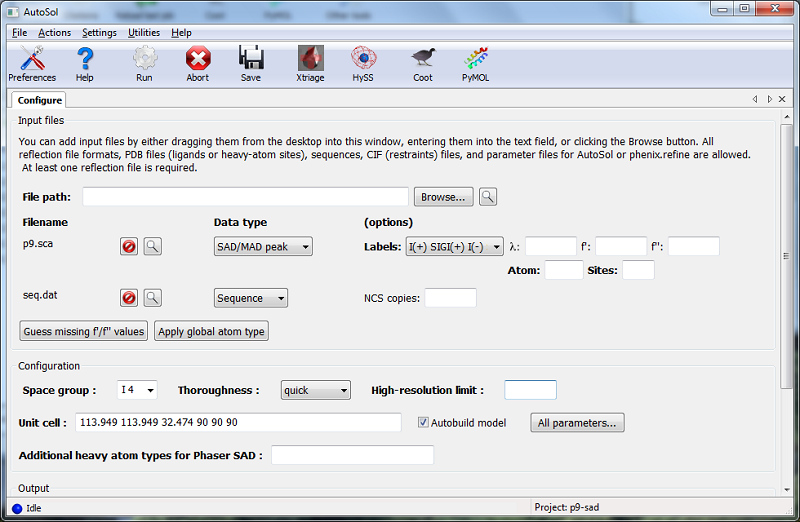 AutoSol
File Actions Settings Utilities Help
Preferences Help Run Abort Save Xtriage HySS Coot PyMOL
Configure
Input files
You can add input files by either dragging them from the desktop into this window, entering them into the text field, or clicking the Browse button. All
reflection file formats, PDB files (ligands or heavy-atom sites), sequences, CIF (restraints) files, and parameter files for AutoSol or phenix.refine are allowed.
At least one reflection file is required.
File path: Browse...
Filename Data type (options)
p9.sca SAD/MAD peak Labels: I(+) SIGI(+) I(-) λ: f': f'':
Atom: Sites:
seq.dat Sequence NCS copies:
Guess missing f'/f'' values Apply global atom type
Configuration
Space group : I 4 Thoroughness : quick High-resolution limit :
Unit cell : 113.949 113.949 32.474 90 90 90 Autobuild model All parameters...
Additional heavy atom types for Phaser SAD :
Output
Idle Project: p9-sad